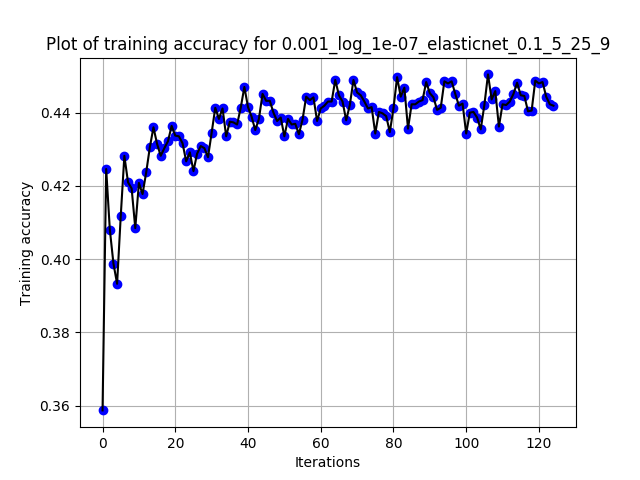 Plot of training accuracy for 0.001_log_1e-07_elasticnet_0.1_5_25_9
0.44
0.42
0.40
0.38
0.36
Training accuracy
0 20 40 60 80 100 120
Iterations